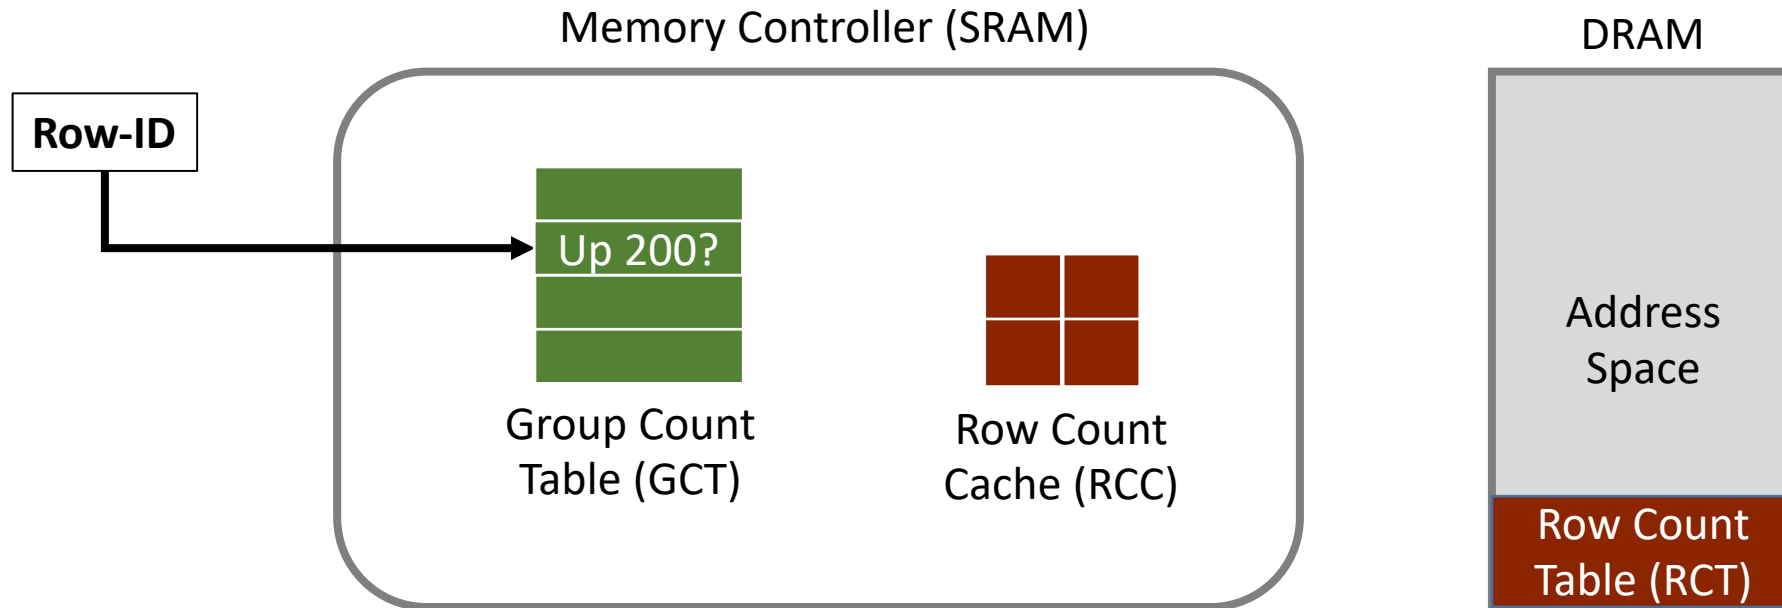 Memory Controller (SRAM)
DRAM
Row-ID
Up 200?
Group Count
Table (GCT)
Row Count
Cache (RCC)
Address
Space
Row Count
Table (RCT)